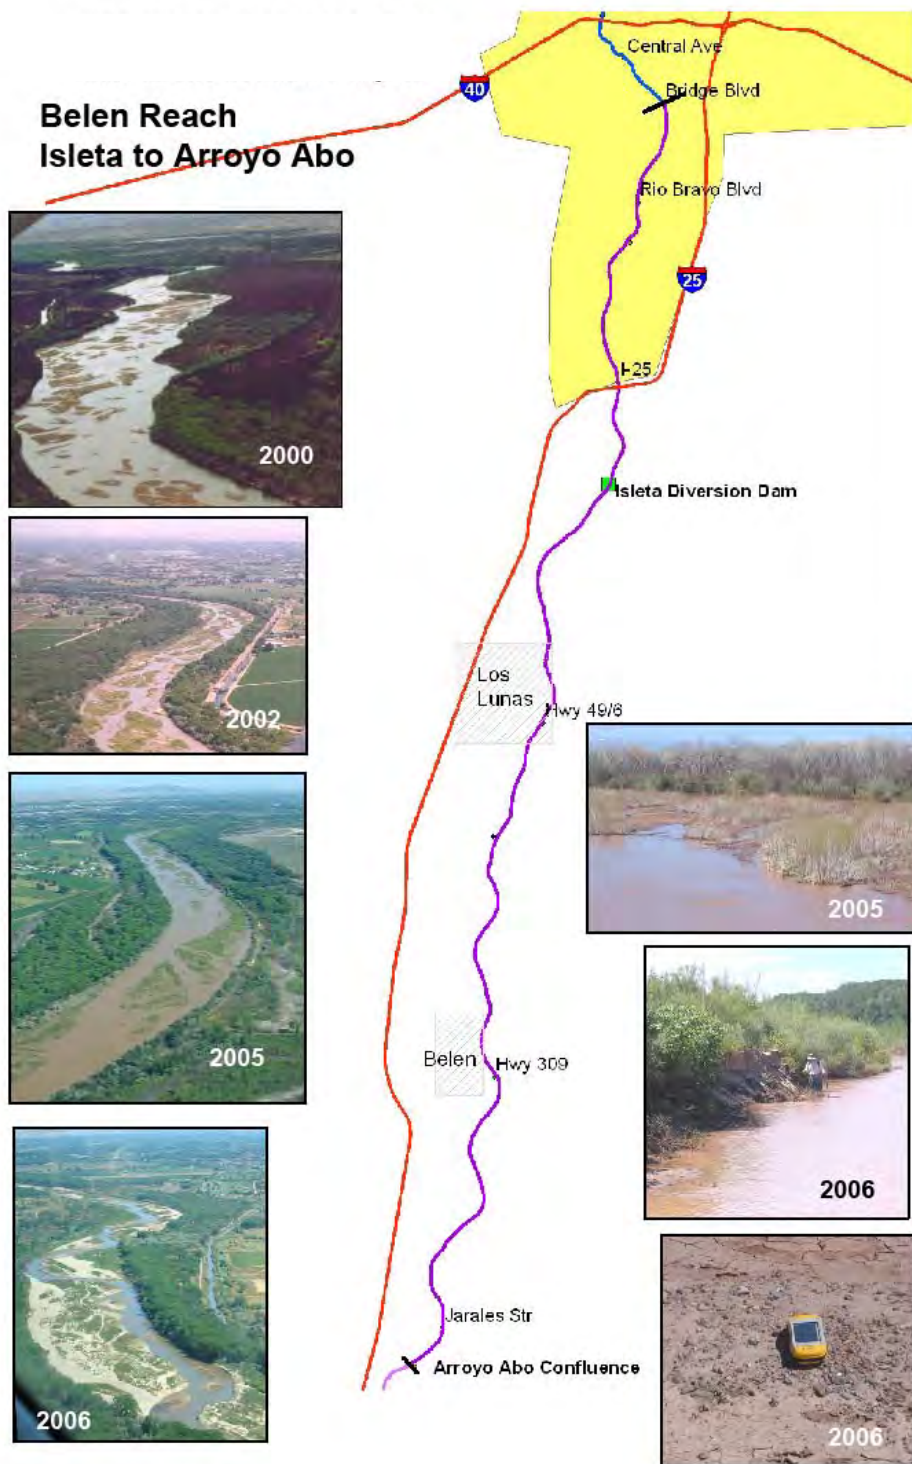 Central Ave
40
Bridge Blvd
Belen Reach
Isleta to Arroyo Abo
Rio Bravo Blvd
25
I-25
2000
Isleta Diversion Dam
Los
Lunas
2002
Hwy 49/6
2005
2005
Belen
Hwy 309
2006
Jarales Str
Arroyo Abo Confluence
2006
2006